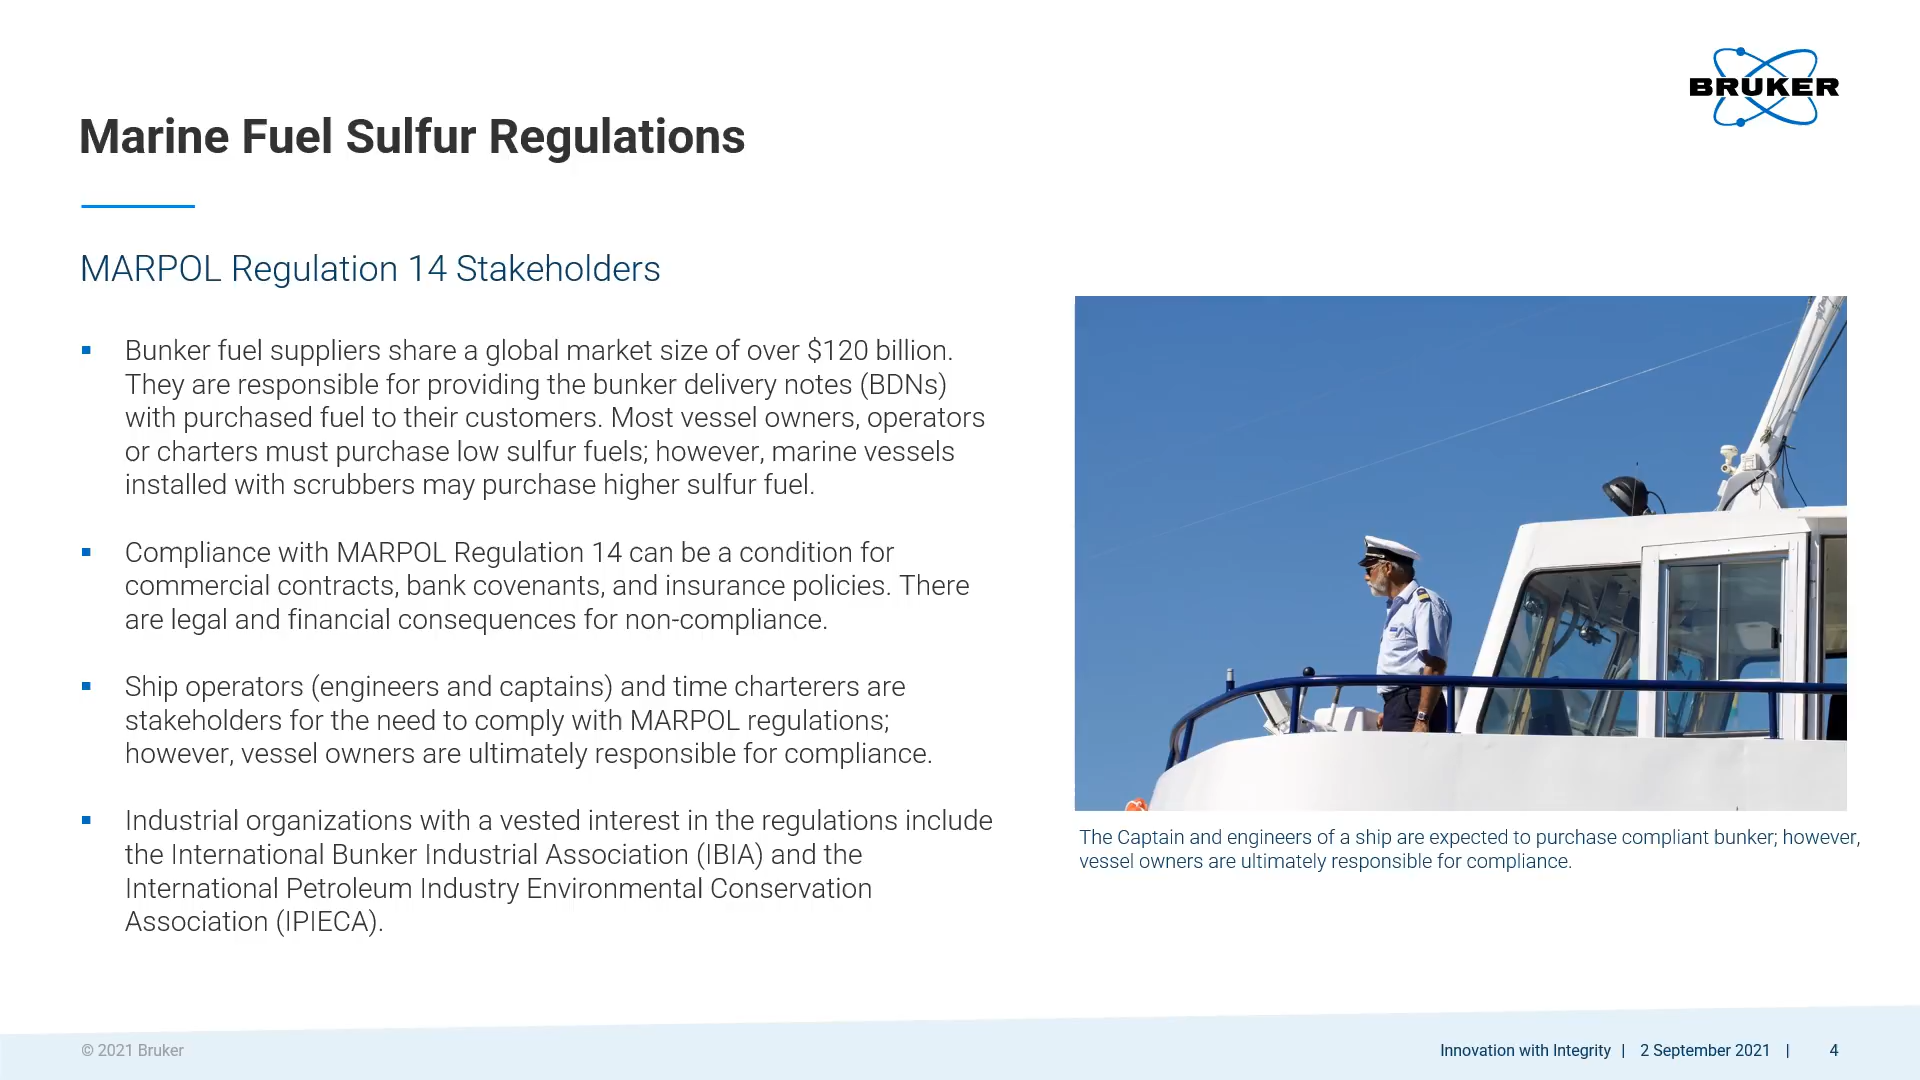 BRUKER
Marine Fuel Sulfur Regulations
MARPOL Regulation 14 Stakeholders
Bunker fuel suppliers share a global market size of over $120 billion.
They are responsible for providing the bunker delivery notes (BDNs)
with purchased fuel to their customers. Most vessel owners, operators
or charters must purchase low sulfur fuels; however, marine vessels
installed with scrubbers may purchase higher sulfur fuel.
Compliance with MARPOL Regulation 14 can be a condition for
commercial contracts, bank covenants, and insurance policies. There
are legal and financial consequences for non-compliance.
Ship operators (engineers and captains) and time charterers are
stakeholders for the need to comply with MARPOL regulations;
however, vessel owners are ultimately responsible for compliance.
Industrial organizations with a vested interest in the regulations include
the International Bunker Industrial Association (IBIA) and the
International Petroleum Industry Environmental Conservation
Association (IPIECA).
The Captain and engineers of a ship are expected to purchase compliant bunker; however,
vessel owners are ultimately responsible for compliance.
© 2021 Bruker
Innovation with Integrity | 2 September 2021 | 4